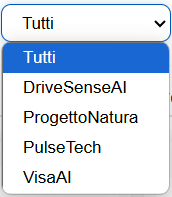 Tutti
Tutti
DriveSenseAI
ProgettoNatura
PulseTech
VisaAI